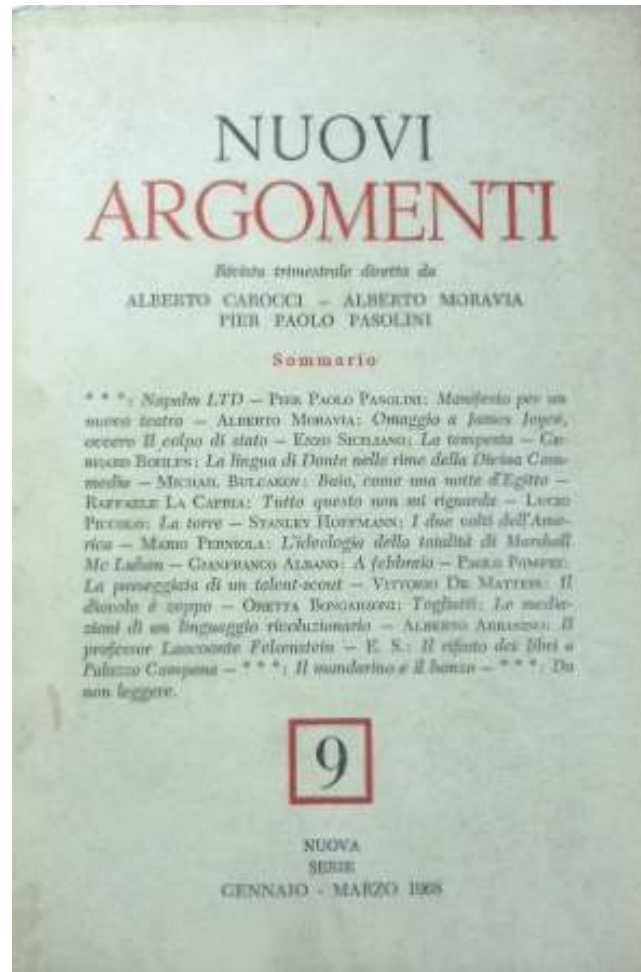 NUOVI
ARGOMENTI
Rivista trimestrale diretta da
ALBERTO CAROCCI – ALBERTO MORAVIA
PIER PAOLO PASOLINI
Sommario
* * *: Napalm LTD – PIER PAOLO PASOLINI: Manifesto per un
nuovo teatro – ALBERTO MORAVIA: Omaggio a James Joyce,
ovvero Il colpo di stato – ENZO SICILIANO: La tempesta –
: La lingua di Dante nelle rime della Divina Com-
media – MICHAIL BULGAKOV: Buio, come una notte d'Egitto –
RAFFAELE LA CAPRIA: Tutto questo non mi riguarda – LUCIO
PICCOLO: La torre – STANLEY HOFFMANN: I due volti dell'Ame-
rica – MARIO PERNIOLA: L'ideologia della totalità di Marshall
Mc Luhan – GIANFRANCO ALBANO: A febbraio – PAOLO
La passeggiata di un talent-scout – VITTORIO DE MATTEIS: Il
diavolo è zoppo – ORETTA BONGARZONI: Togliatti: Le media-
zioni di un linguaggio rivoluzionario – ALBERTO ARBASINO: Il
professor Laocoonte Felzenstein – E. S.: Il rifiuto dei libri a
Palazzo Campana – * * *: Il mandarino e il bonzo – * * *: Da
non leggere.
9
NUOVA
SERIE
GENNAIO - MARZO 1968